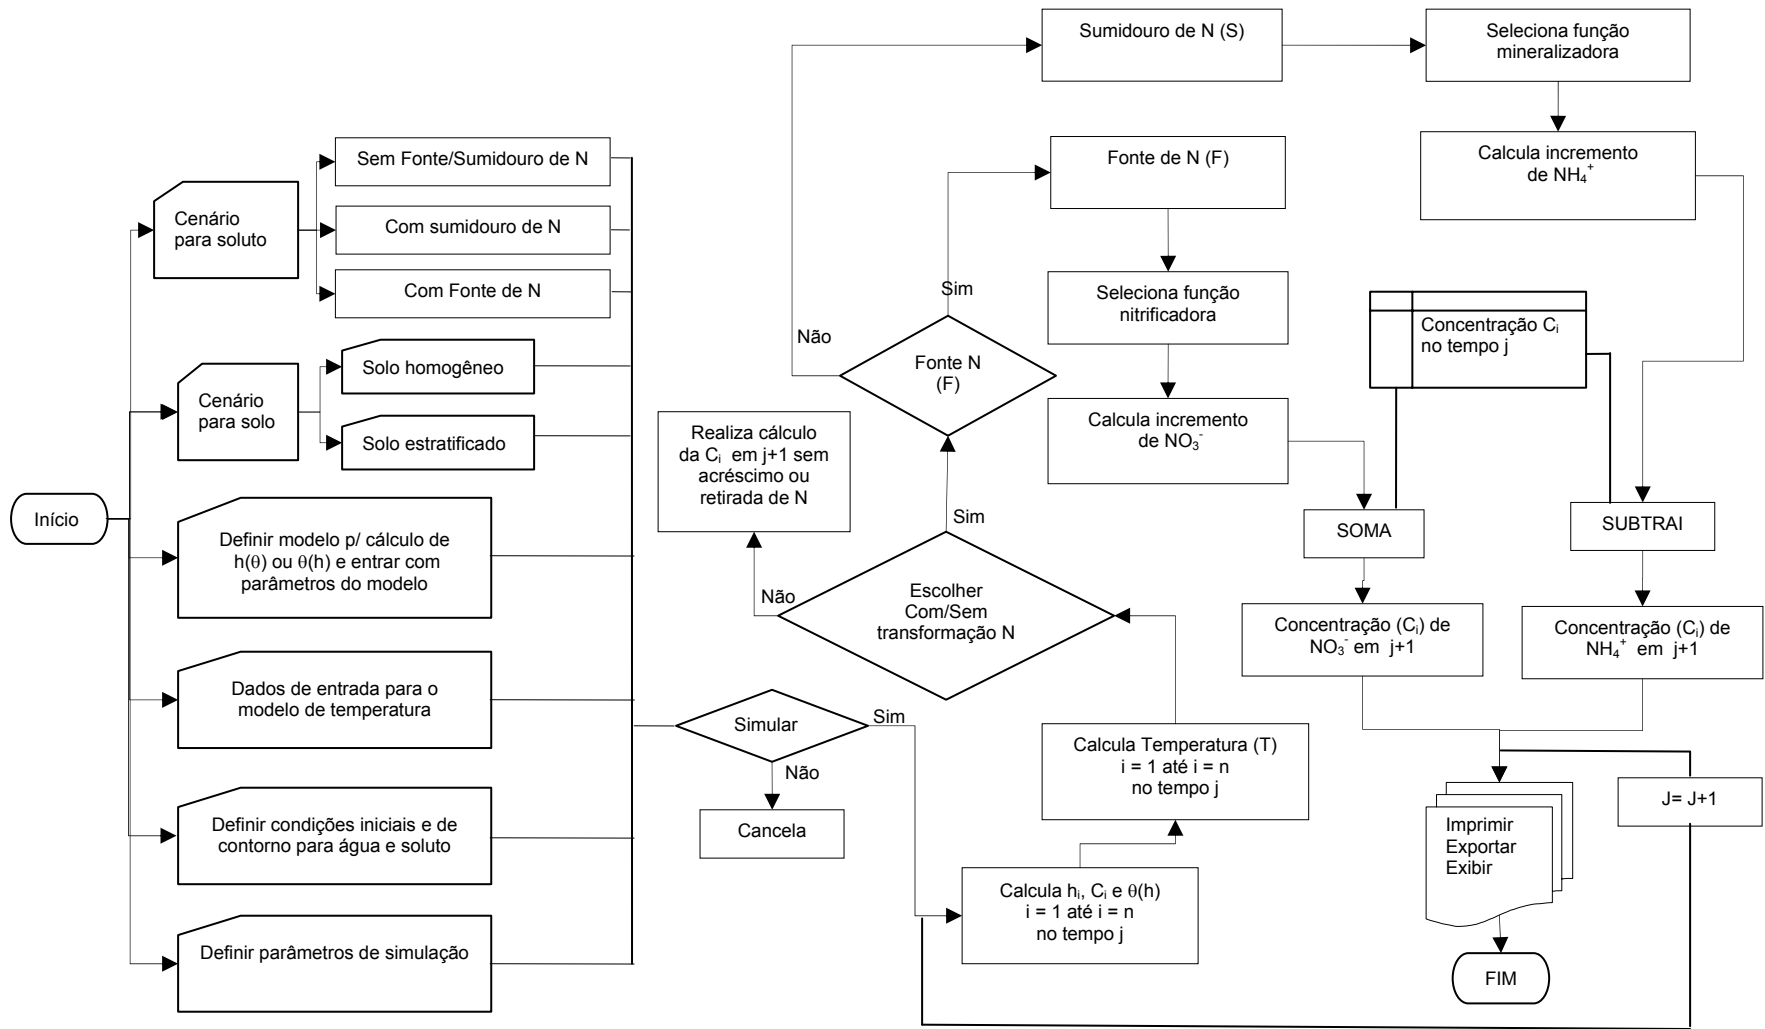 Início
Cenário
para soluto
Sem Fonte/Sumidouro de N
Com sumidouro de N
Com Fonte de N
Cenário
para solo
Solo homogêneo
Solo estratificado
Definir modelo p/ cálculo de
h(θ) ou θ(h) e entrar com
parâmetros do modelo
Dados de entrada para o
modelo de temperatura
Definir condições iniciais e de
contorno para água e soluto
Definir parâmetros de simulação
Simular
Sim
Não
Cancela
Calcula hᵢ, Cᵢ e θ(h)
i = 1 até i = n
no tempo j
Calcula Temperatura (T)
i = 1 até i = n
no tempo j
Escolher
Com/Sem
transformação N
Não
Sim
Realiza cálculo
da Cᵢ em j+1 sem
acréscimo ou
retirada de N
Fonte N
(F)
Não
Sim
Sumidouro de N (S)
Seleciona função
mineralizadora
Calcula incremento
de NH₄⁺
Fonte de N (F)
Seleciona função
nitrificadora
Calcula incremento
de NO₃⁻
Concentração Cᵢ
no tempo j
SOMA
SUBTRAI
Concentração (Cᵢ) de
NO₃⁻ em j+1
Concentração (Cᵢ) de
NH₄⁺ em j+1
J= J+1
Imprimir
Exportar
Exibir
FIM